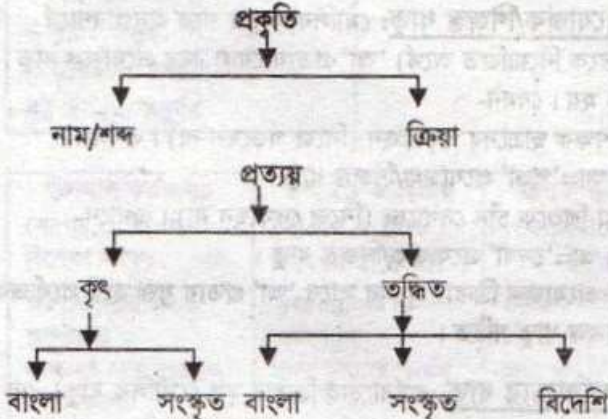 প্রকৃতি
নাম/শব্দ ক্রিয়া
প্রত্যয়
কৃৎ তদ্ধিত
বাংলা সংস্কৃত বাংলা সংস্কৃত বিদেশি